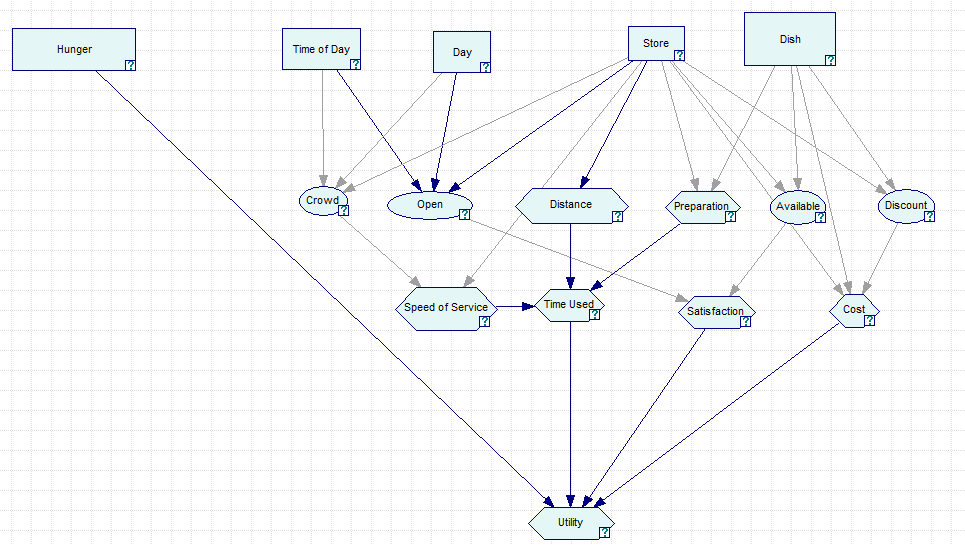 Hunger
Time of Day
Day
Store
Dish
?
?
?
?
?
Crowd
Open
Distance
Preparation
Available
Discount
?
?
?
?
?
?
Speed of Service
Time Used
Satisfaction
Cost
?
?
?
?
Utility
?